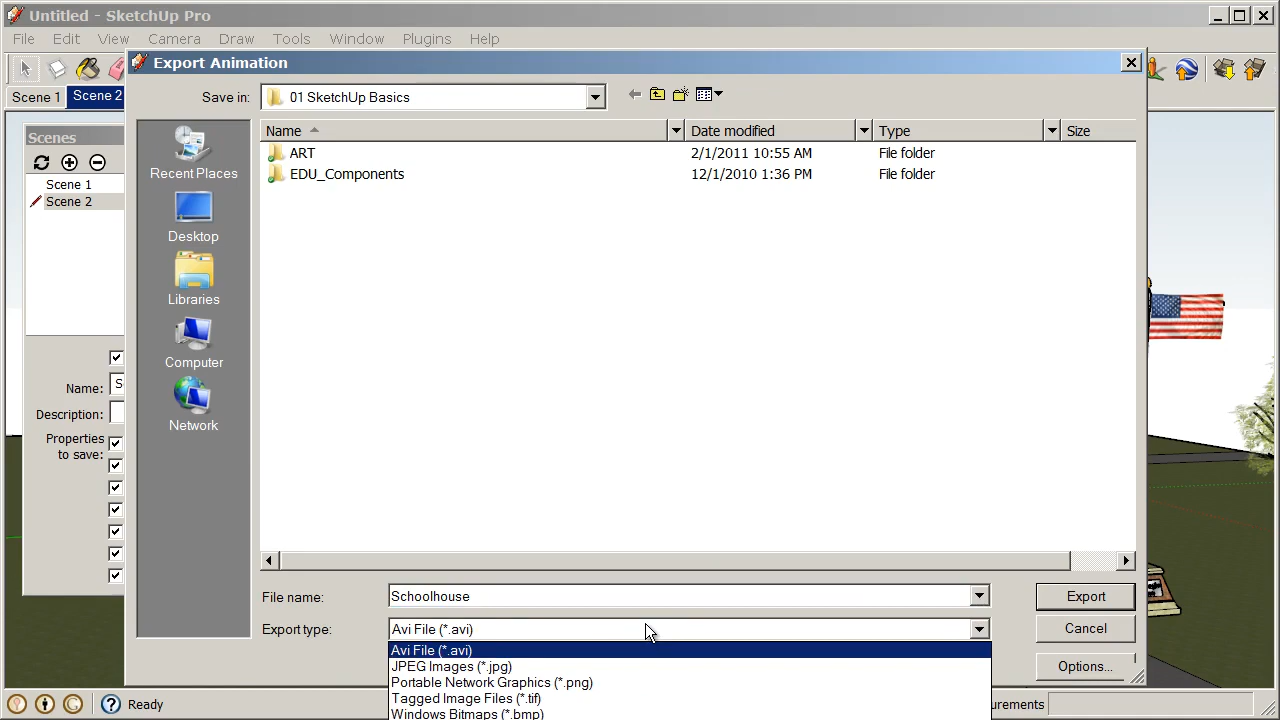 Untitled - SketchUp Pro
File Edit View Camera Draw Tools Window Plugins Help
Export Animation
Scene 1 Scene 2
Save in: 01 SketchUp Basics
Scenes
Name Date modified Type Size
ART 2/1/2011 10:55 AM File folder
EDU_Components 12/1/2010 1:36 PM File folder
Recent Places
Scene 1
Scene 2
Desktop
Libraries
Computer
Name: S
Description:
Network
Properties
to save:
File name: Schoolhouse
Export
Export type: Avi File (*.avi)
Cancel
Avi File (*.avi)
JPEG Images (*.jpg)
Options...
Portable Network Graphics (*.png)
Tagged Image Files (*.tif)
Windows Bitmaps (*.bmp)
Ready
urements